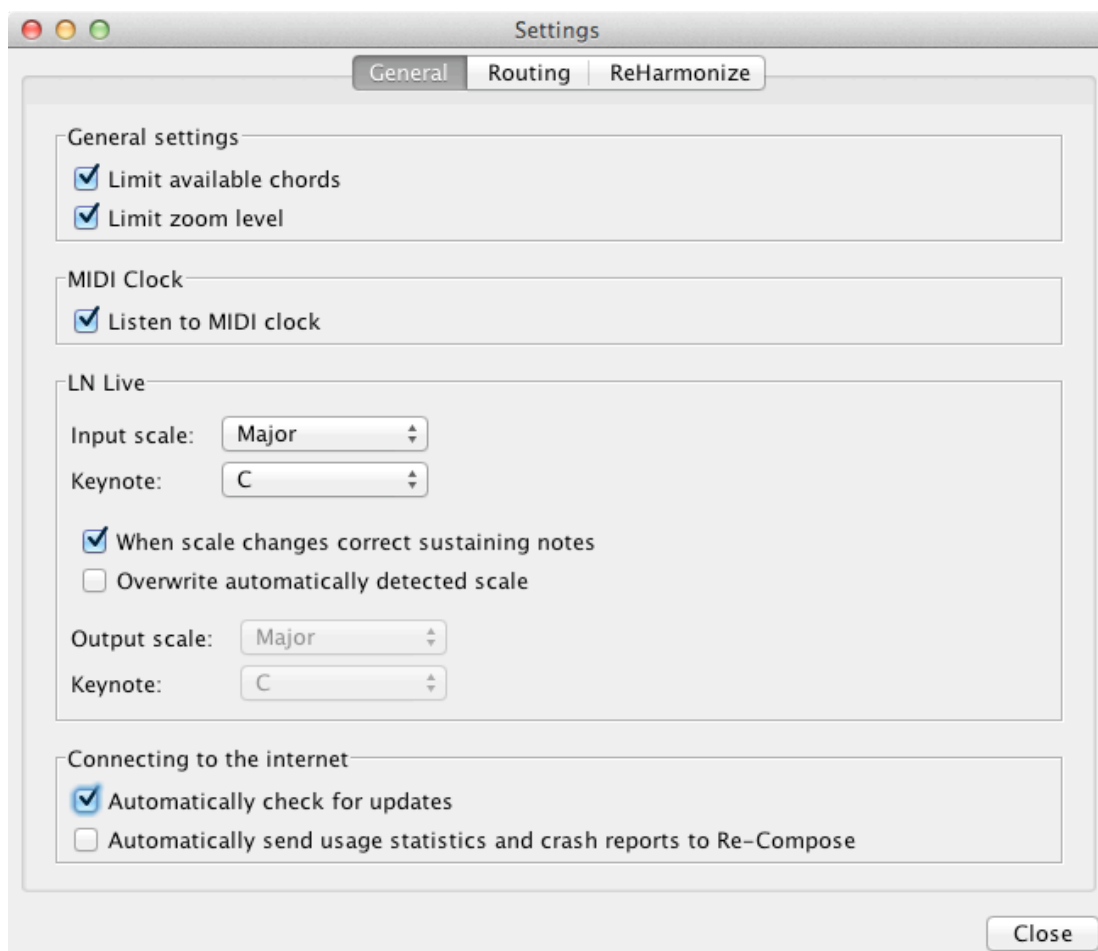 Settings
General Routing ReHarmonize
General settings
Limit available chords
Limit zoom level
MIDI Clock
Listen to MIDI clock
LN Live
Input scale: Major
Keynote: C
When scale changes correct sustaining notes
Overwrite automatically detected scale
Output scale: Major
Keynote: C
Connecting to the internet
Automatically check for updates
Automatically send usage statistics and crash reports to Re-Compose
Close